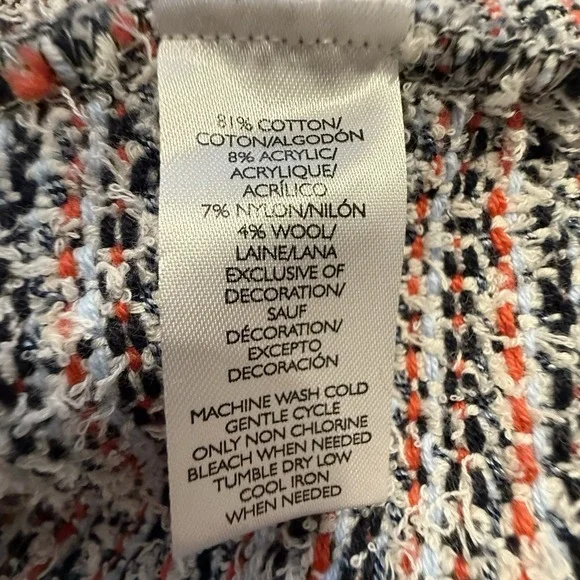 81% COTTON/
COTON/ALGODÓN
8% ACRYLIC/
ACRYLIQUE/
ACRÍLICO
7% NYLON/NILÓN
4% WOOL/
LAINE/LANA
EXCLUSIVE OF
DECORATION/
SAUF
DÉCORATION/
EXCEPTO
DECORACIÓN
MACHINE WASH COLD
GENTLE CYCLE
ONLY NON CHLORINE
BLEACH WHEN NEEDED
TUMBLE DRY LOW
COOL IRON
WHEN NEEDED